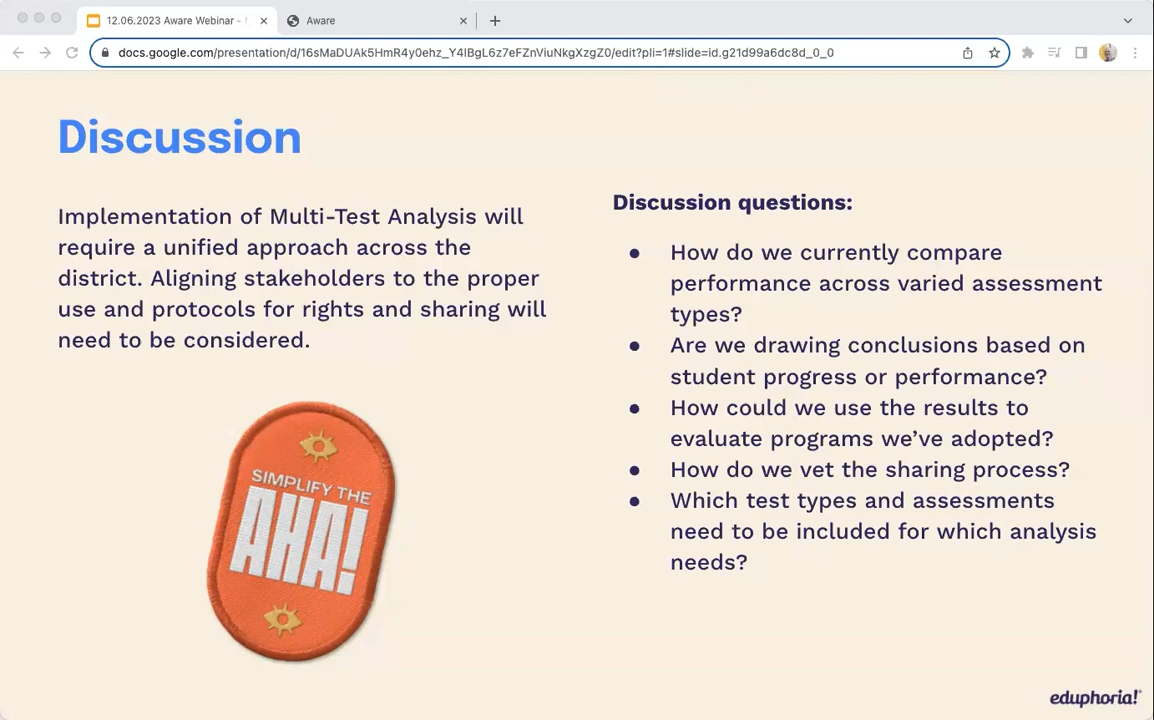 12.06.2023 Aware Webinar -
Aware
docs.google.com/presentation/d/16sMaDUAk5HmR4y0ehz_Y4lBgL6z7eFZnViuNkgXzgZ0/edit?pli=1#slide=id.g21d99a6dc8d_0_0
Discussion
Implementation of Multi-Test Analysis will
require a unified approach across the
district. Aligning stakeholders to the proper
use and protocols for rights and sharing will
need to be considered.
SIMPLIFY THE
AHA!
Discussion questions:
● How do we currently compare
performance across varied assessment
types?
● Are we drawing conclusions based on
student progress or performance?
● How could we use the results to
evaluate programs we’ve adopted?
● How do we vet the sharing process?
● Which test types and assessments
need to be included for which analysis
needs?
eduphoria!